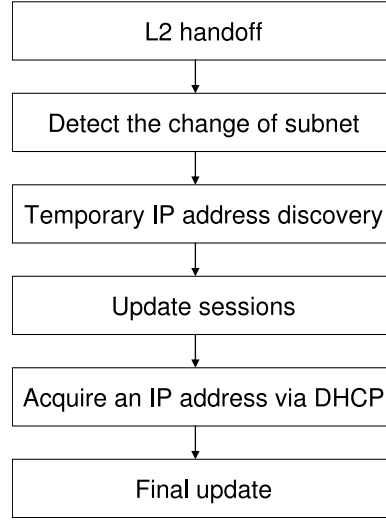 L2 handoff
Detect the change of subnet
Temporary IP address discovery
Update sessions
Acquire an IP address via DHCP
Final update